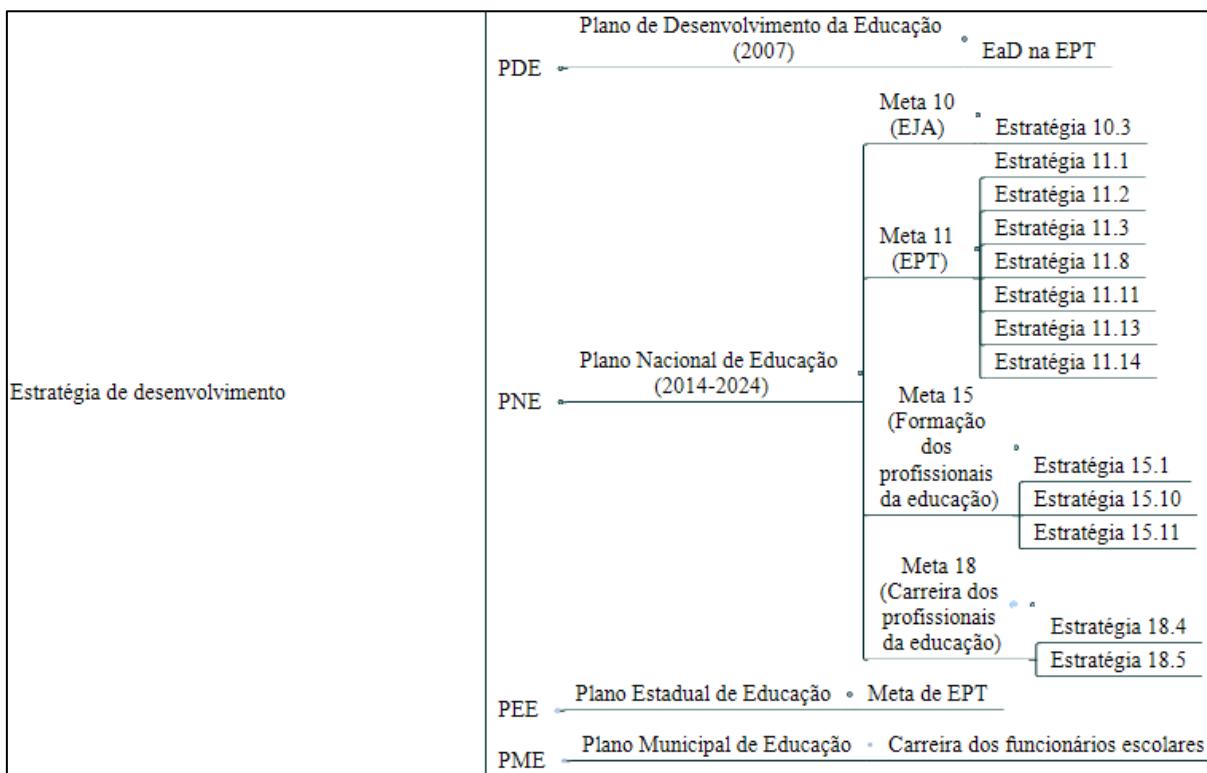 Estratégia de desenvolvimento
PDE
Plano de Desenvolvimento da Educação
(2007)
EaD na EPT
PNE
Plano Nacional de Educação
(2014-2024)
Meta 10
(EJA)
Estratégia 10.3
Meta 11
(EPT)
Estratégia 11.1
Estratégia 11.2
Estratégia 11.3
Estratégia 11.8
Estratégia 11.11
Estratégia 11.13
Estratégia 11.14
Meta 15
(Formação
dos
profissionais
da educação)
Estratégia 15.1
Estratégia 15.10
Estratégia 15.11
Meta 18
(Carreira dos
profissionais
da educação)
Estratégia 18.4
Estratégia 18.5
PEE
Plano Estadual de Educação
Meta de EPT
PME
Plano Municipal de Educação
Carreira dos funcionários escolares